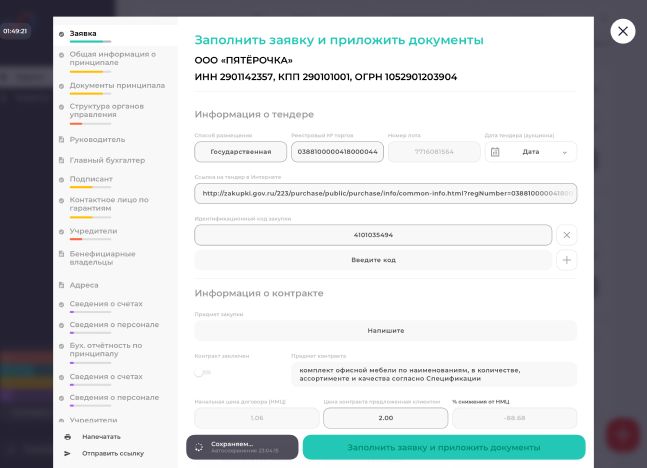 01:49:21
Заявка
Общая информация о
принципале
Документы принципала
Структура органов
управления
Руководитель
Главный бухгалтер
Подписант
Контактное лицо по
гарантиям
Учредители
Бенефициарные
владельцы
Адреса
Сведения о счетах
Сведения о персонале
Бух. отчётность по
принципалу
Сведения о счетах
Сведения о персонале
Учредители
Напечатать
Отправить ссылку
Заполнить заявку и приложить документы
ООО «ПЯТЁРОЧКА»
ИНН 2901142357, КПП 290101001, ОГРН 1052901203904
Информация о тендере
Способ размещения
Реестровый № торгов
Номер лота
Дата тендера (аукциона)
Государственная
0388100000418000044
7716081564
Дата
Ссылка на тендер в Интернете
http://zakupki.gov.ru/223/purchase/public/purchase/info/common-info.html?regNumber=0388100000418000
Идентификационный код закупки
4101035494
Введите код
Информация о контракте
Предмет закупки
Напишите
Контракт заключен
Предмет контракта
комплект офисной мебели по наименованиям, в количестве,
ассортименте и качества согласно Спецификации
Начальная цена договора (НМЦ)
Цена контракта предложенная клиентом
% снижения от НМЦ
1.06
2.00
-88.68
Сохраняем...
Автосохранение 23:04:15
Заполнить заявку и приложить документы